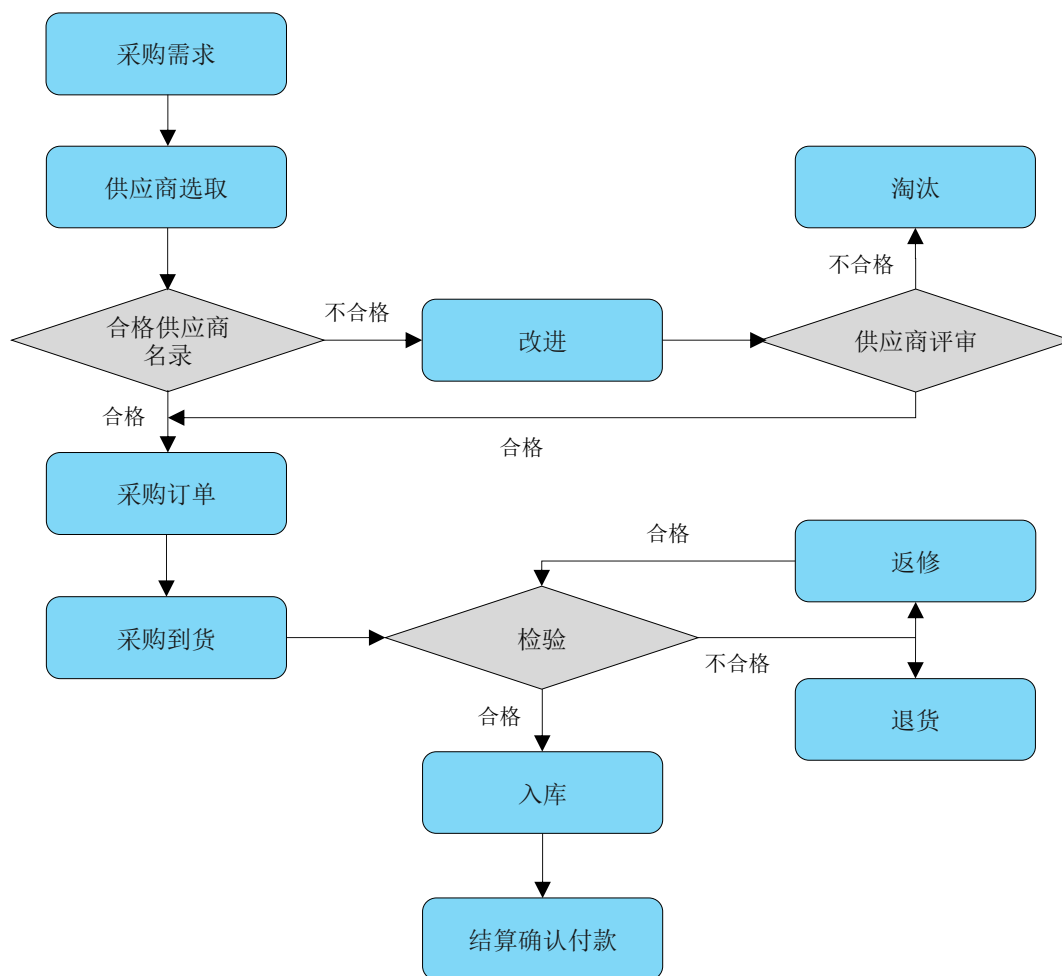 采购需求
供应商选取
淘汰
不合格
不合格
合格供应商
名录
改进
供应商评审
合格
合格
采购订单
合格
返修
采购到货
检验
不合格
合格
退货
入库
结算确认付款